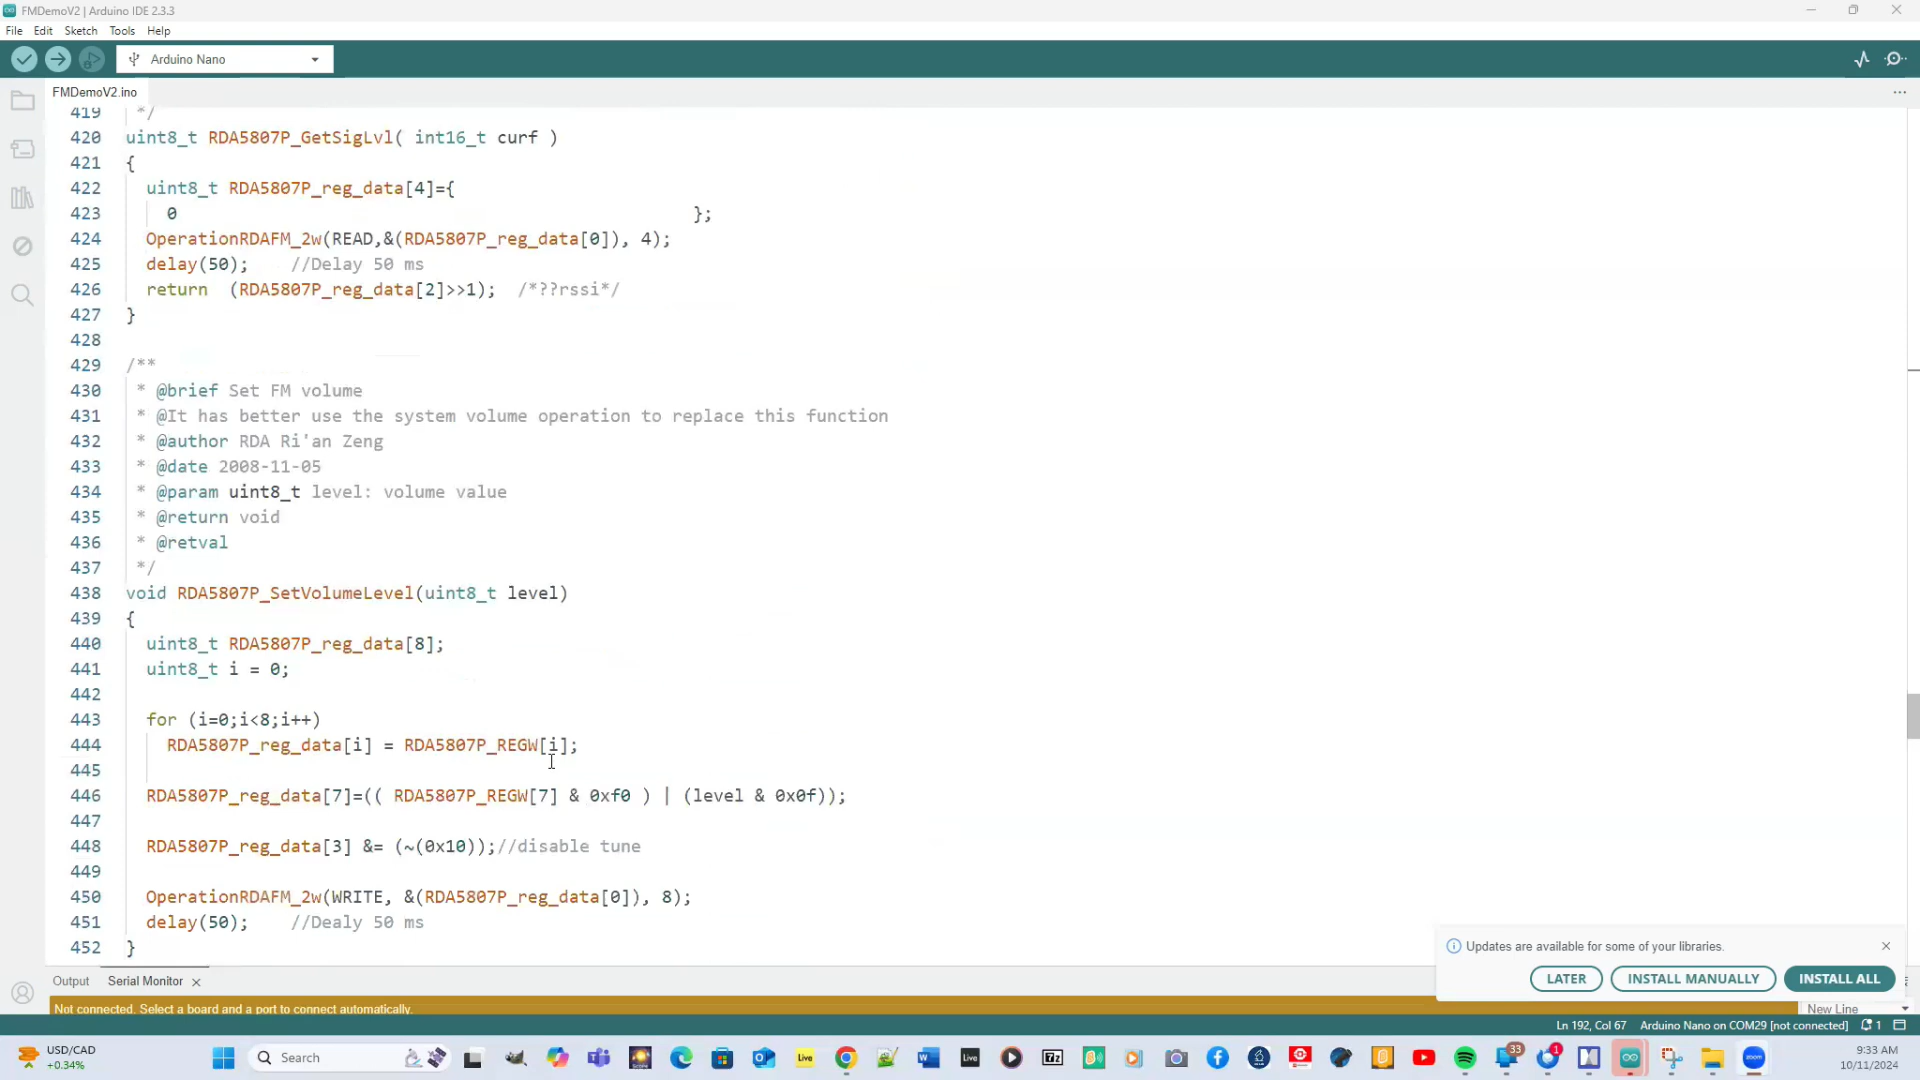 FMDemoV2 | Arduino IDE 2.3.3
File Edit Sketch Tools Help
Arduino Nano
FMDemoV2.ino
419 */
420 uint8_t RDA5807P_GetSigLvl( int16_t curf )
421 {
422 uint8_t RDA5807P_reg_data[4]={
423 0 };
424 OperationRDAFM_2w(READ,&(RDA5807P_reg_data[0]), 4);
425 delay(50); //Delay 50 ms
426 return (RDA5807P_reg_data[2]>>1); /*??rssi*/
427 }
428
429 /**
430 * @brief Set FM volume
431 * @It has better use the system volume operation to replace this function
432 * @author RDA Ri'an Zeng
433 * @date 2008-11-05
434 * @param uint8_t level: volume value
435 * @return void
436 * @retval
437 */
438 void RDA5807P_SetVolumeLevel(uint8_t level)
439 {
440 uint8_t RDA5807P_reg_data[8];
441 uint8_t i = 0;
442
443 for (i=0;i<8;i++)
444 RDA5807P_reg_data[i] = RDA5807P_REGW[i];
445
446 RDA5807P_reg_data[7]=(( RDA5807P_REGW[7] & 0xf0 ) | (level & 0x0f));
447
448 RDA5807P_reg_data[3] &= (~(0x10));//disable tune
449
450 OperationRDAFM_2w(WRITE, &(RDA5807P_reg_data[0]), 8);
451 delay(50); //Dealy 50 ms
452 }
Updates are available for some of your libraries.
LATER INSTALL MANUALLY INSTALL ALL
Output Serial Monitor
Not connected. Select a board and a port to connect automatically.
New Line
Ln 192, Col 67 Arduino Nano on COM29 [not connected] 1
USD/CAD
+0.34%
Search
Live
Live
33
1
zoom
9:33 AM
10/11/2024